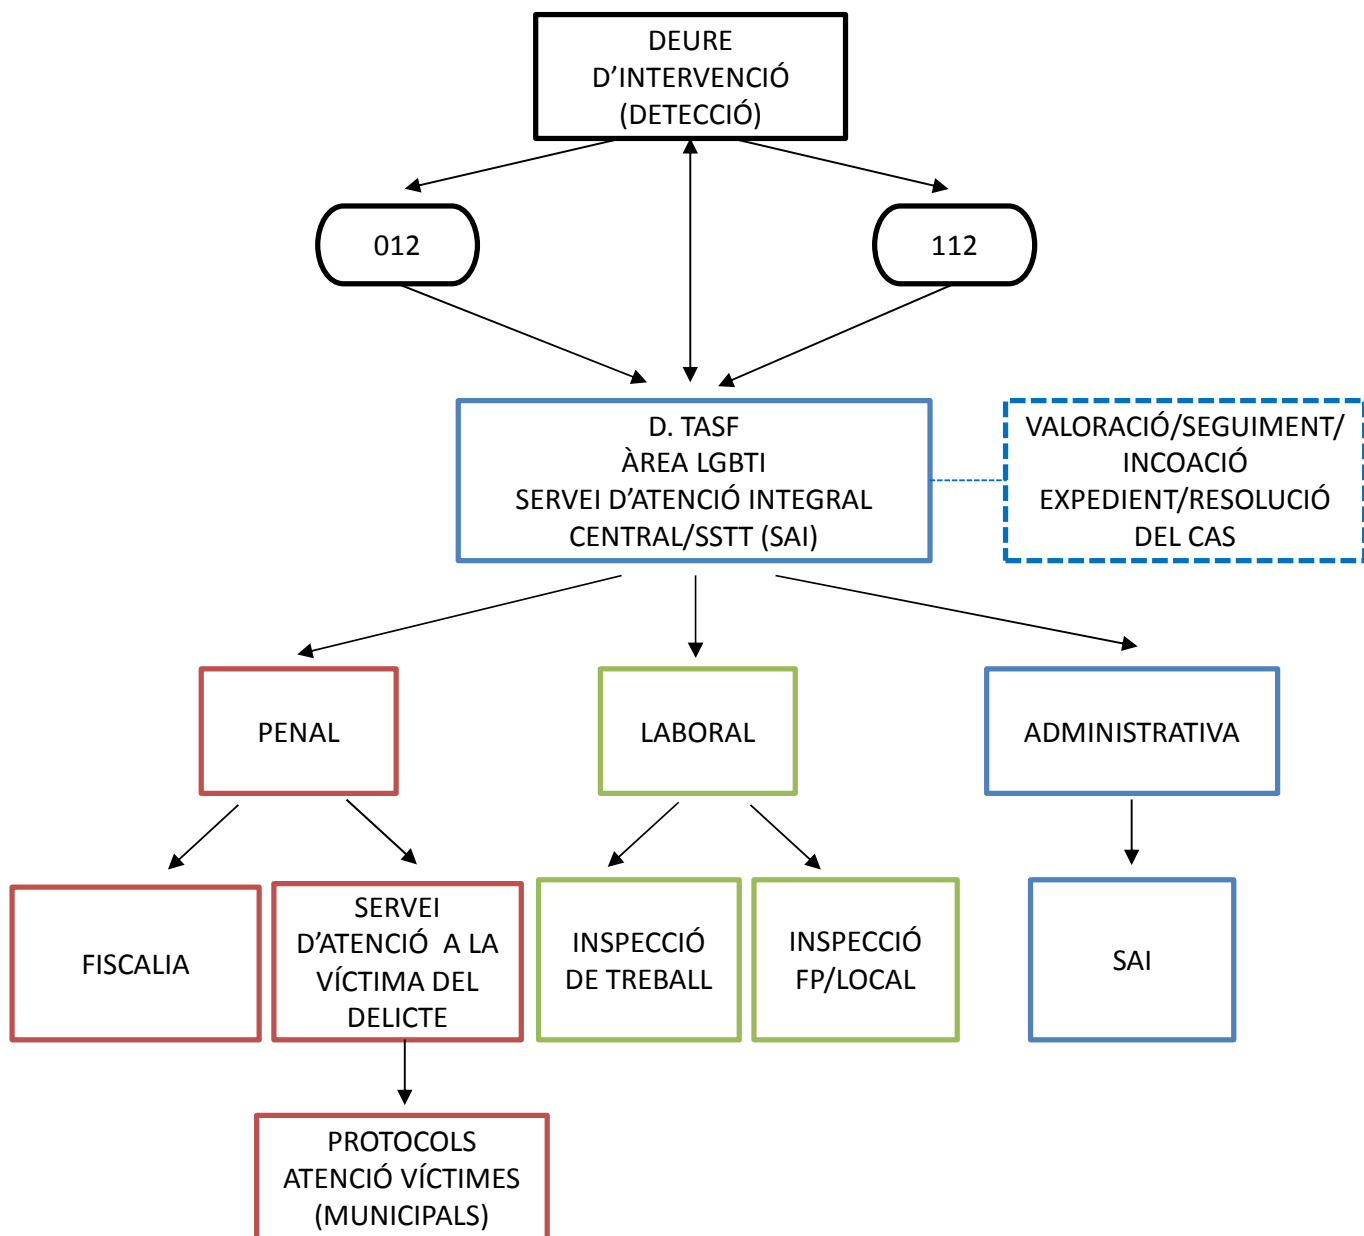 DEURE
D’INTERVENCIÓ
(DETECCIÓ)
012
112
D. TASF
ÀREA LGBTI
SERVEI D’ATENCIÓ INTEGRAL
CENTRAL/SSTT (SAI)
VALORACIÓ/SEGUIMENT/
INCOACIÓ
EXPEDIENT/RESOLUCIÓ
DEL CAS
PENAL
LABORAL
ADMINISTRATIVA
FISCALIA
SERVEI
D’ATENCIÓ A LA
VÍCTIMA DEL
DELICTE
INSPECCIÓ
DE TREBALL
INSPECCIÓ
FP/LOCAL
SAI
PROTOCOLS
ATENCIÓ VÍCTIMES
(MUNICIPALS)